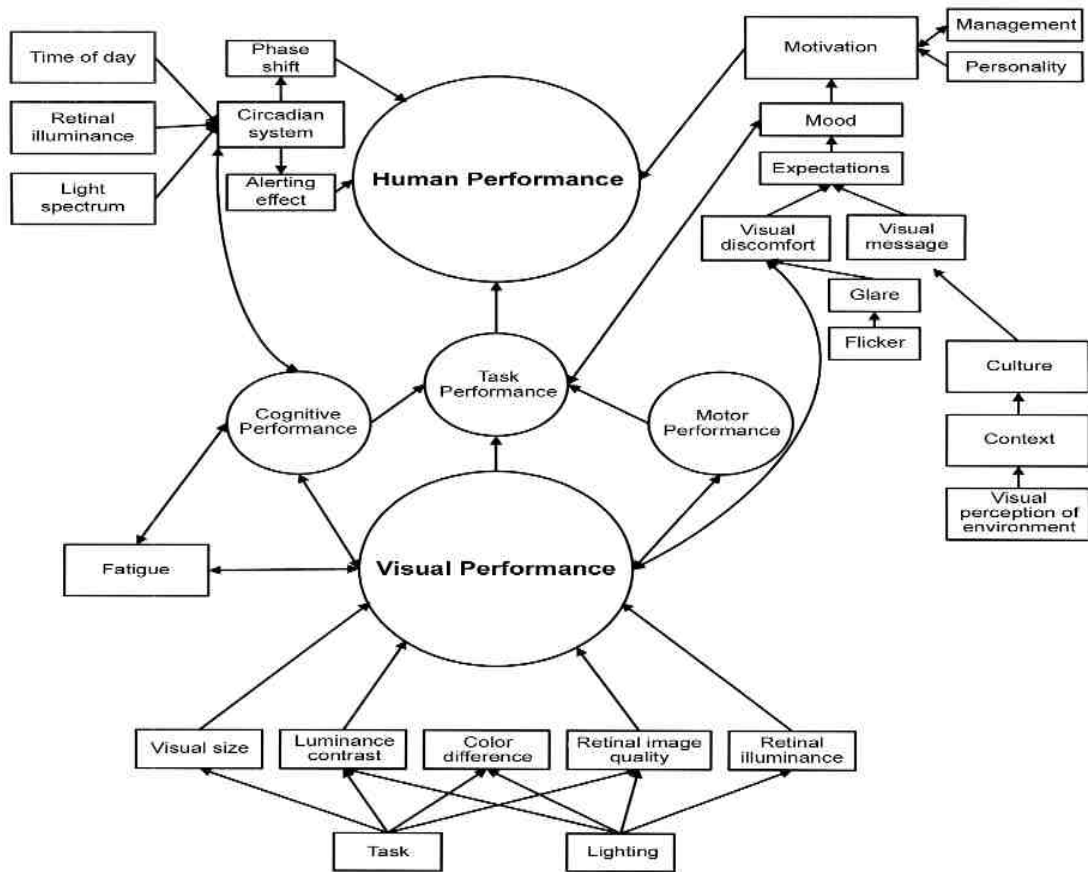 Time of day
Phase
shift
Motivation
Management
Personality
Retinal
illuminance
Circadian
system
Mood
Light
spectrum
Alerting
effect
Human Performance
Expectations
Visual
discomfort
Visual
message
Glare
Flicker
Cognitive
Performance
Task
Performance
Motor
Performance
Culture
Context
Visual
perception of
environment
Fatigue
Visual Performance
Visual size
Luminance
contrast
Color
difference
Retinal image
quality
Retinal
illuminance
Task
Lighting